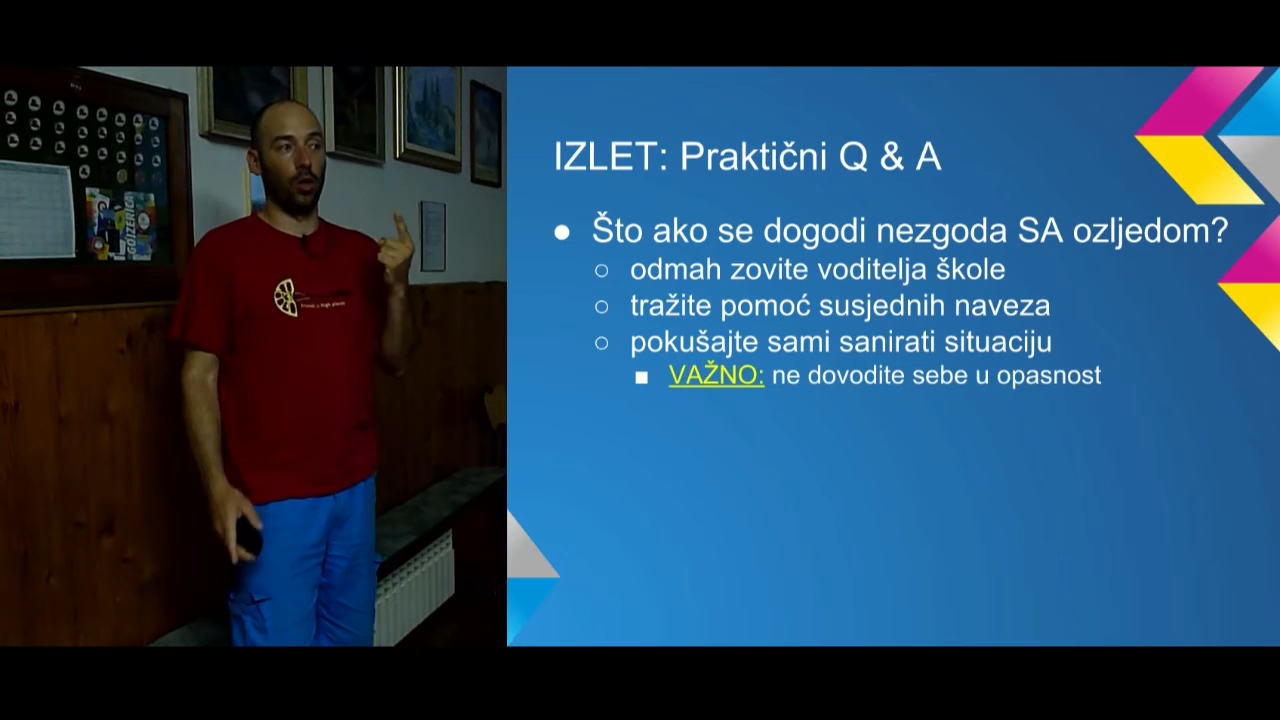 IZLET: Praktični Q & A
● Što ako se dogodi nezgoda SA ozljedom?
○ odmah zovite voditelja škole
○ tražite pomoć susjednih naveza
○ pokušajte sami sanirati situaciju
■ VAŽNO: ne dovodite sebe u opasnost
GOJZERICA